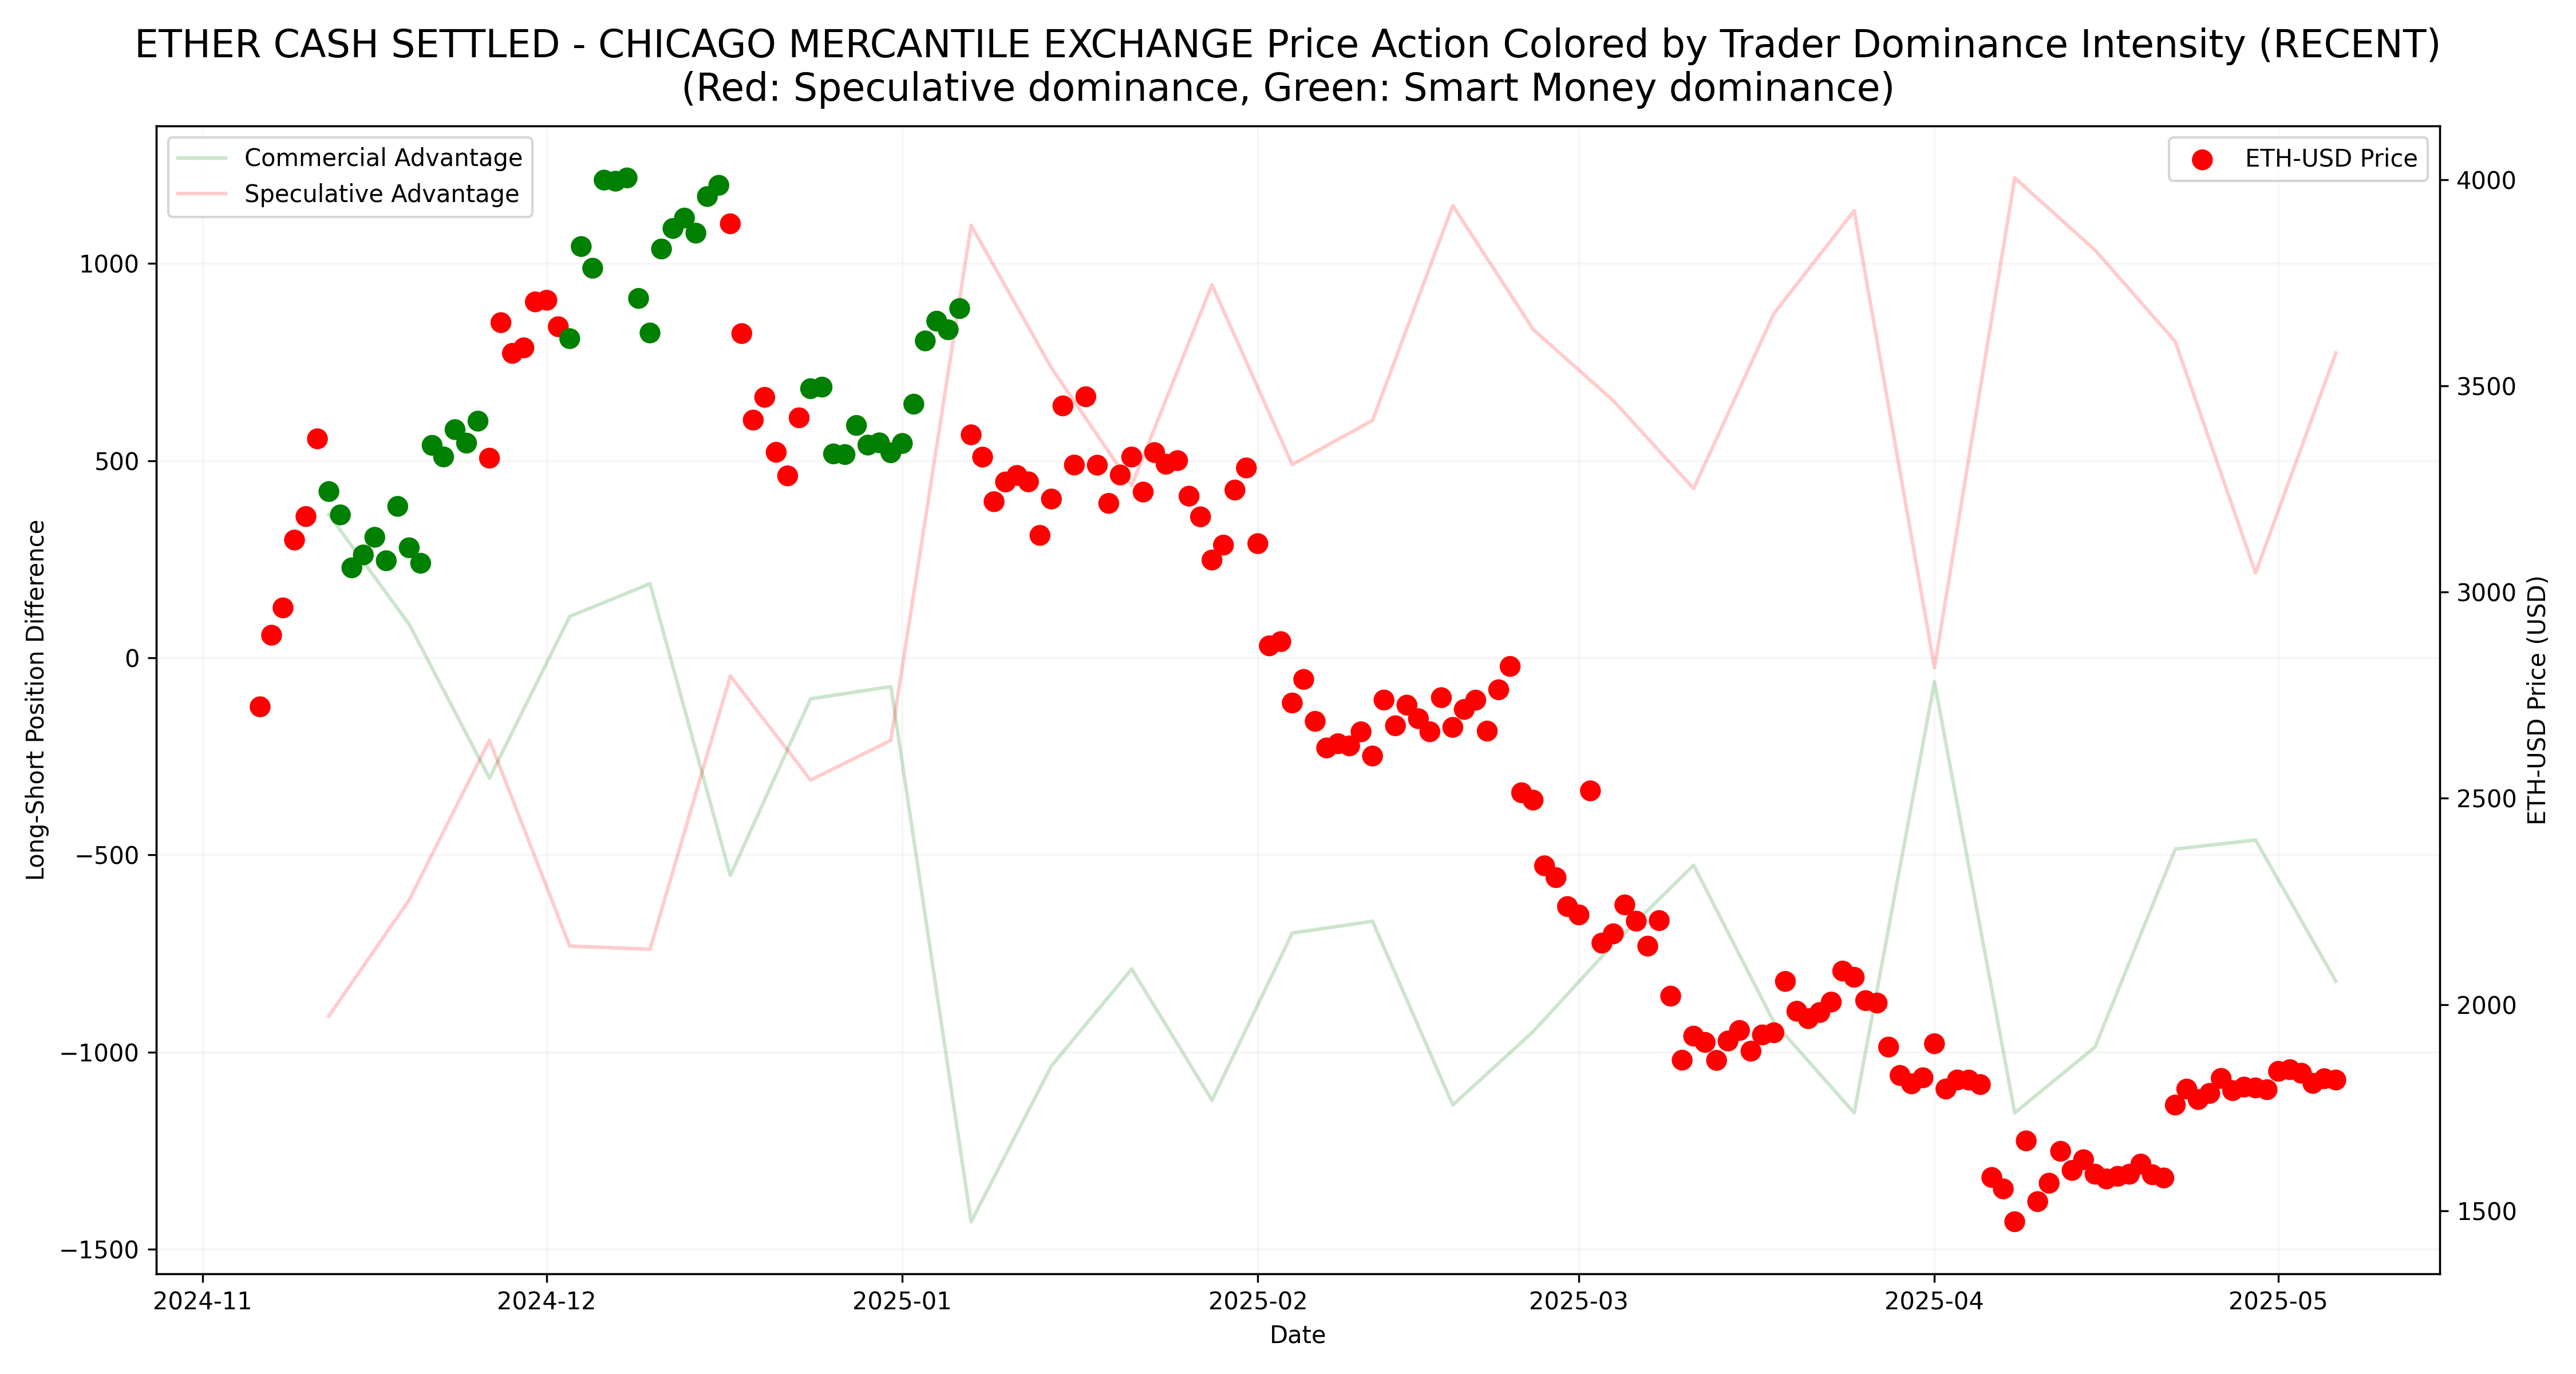 ETHER CASH SETTLED - CHICAGO MERCANTILE EXCHANGE Price Action Colored by Trader Dominance Intensity (RECENT)
(Red: Speculative dominance, Green: Smart Money dominance)
Commercial Advantage
Speculative Advantage
ETH-USD Price
1000
500
0
−500
−1000
−1500
Long-Short Position Difference
4000
3500
3000
2500
2000
1500
ETH-USD Price (USD)
2024-11
2024-12
2025-01
2025-02
2025-03
2025-04
2025-05
Date